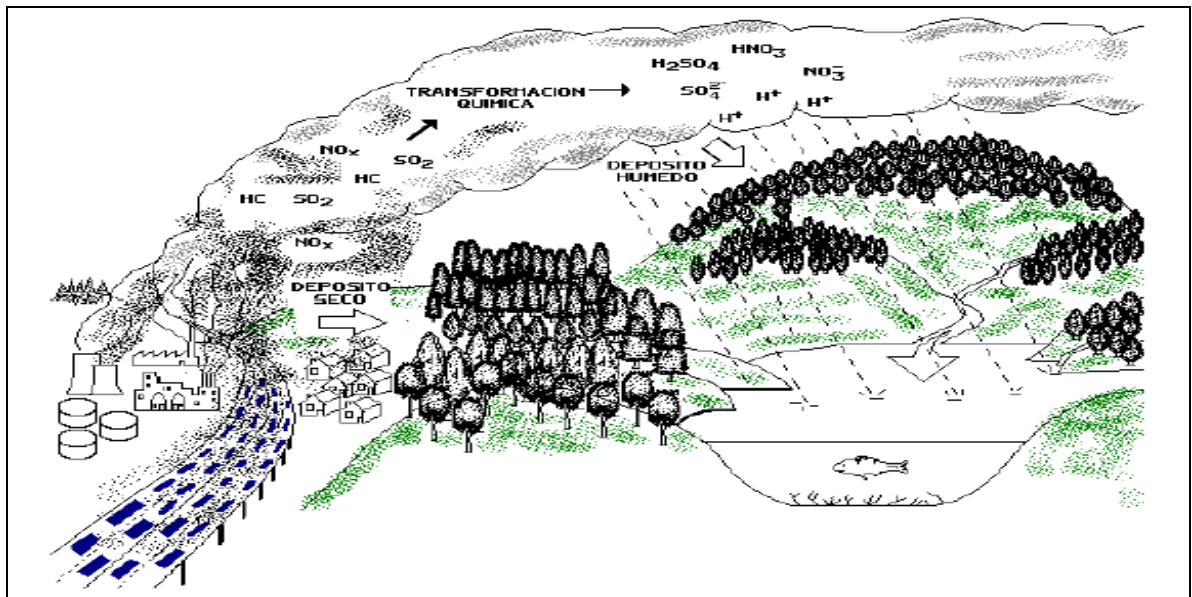 HNO₃
H₂SO₄
NO₃⁻
SO₄⁼
H⁺
H⁺
H⁺
TRANSFORMACION
QUIMICA
NOx
SO₂
HC
HC
SO₂
NOx
DEPOSITO
HUMEDO
DEPOSITO
SECO